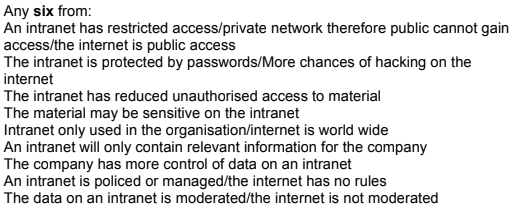 Any six from:
An intranet has restricted access/private network therefore public cannot gain
access/the internet is public access
The intranet is protected by passwords/More chances of hacking on the
internet
The intranet has reduced unauthorised access to material
The material may be sensitive on the intranet
Intranet only used in the organisation/internet is world wide
An intranet will only contain relevant information for the company
The company has more control of data on an intranet
An intranet is policed or managed/the internet has no rules
The data on an intranet is moderated/the internet is not moderated